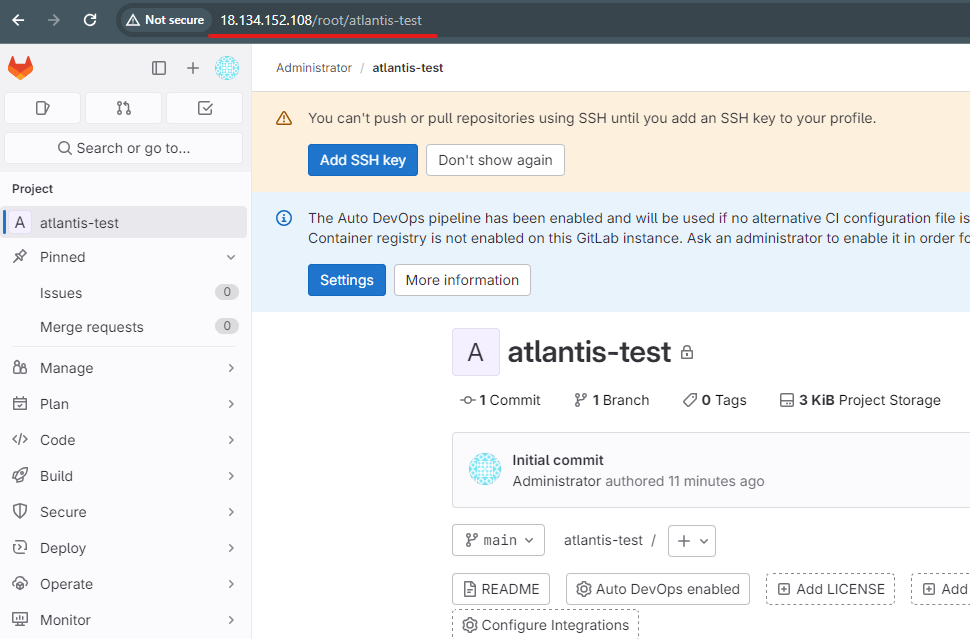 Not secure 18.134.152.108/root/atlantis-test
Administrator / atlantis-test
You can't push or pull repositories using SSH until you add an SSH key to your profile.
Add SSH key Don't show again
Search or go to...
Project
A atlantis-test
Pinned
Issues 0
Merge requests 0
Manage
Plan
Code
Build
Secure
Deploy
Operate
Monitor
The Auto DevOps pipeline has been enabled and will be used if no alternative CI configuration file is
Container registry is not enabled on this GitLab instance. Ask an administrator to enable it in order fo
Settings More information
A atlantis-test
1 Commit 1 Branch 0 Tags 3 KiB Project Storage
Initial commit
Administrator authored 11 minutes ago
main atlantis-test / +
README Auto DevOps enabled Add LICENSE Add
Configure Integrations